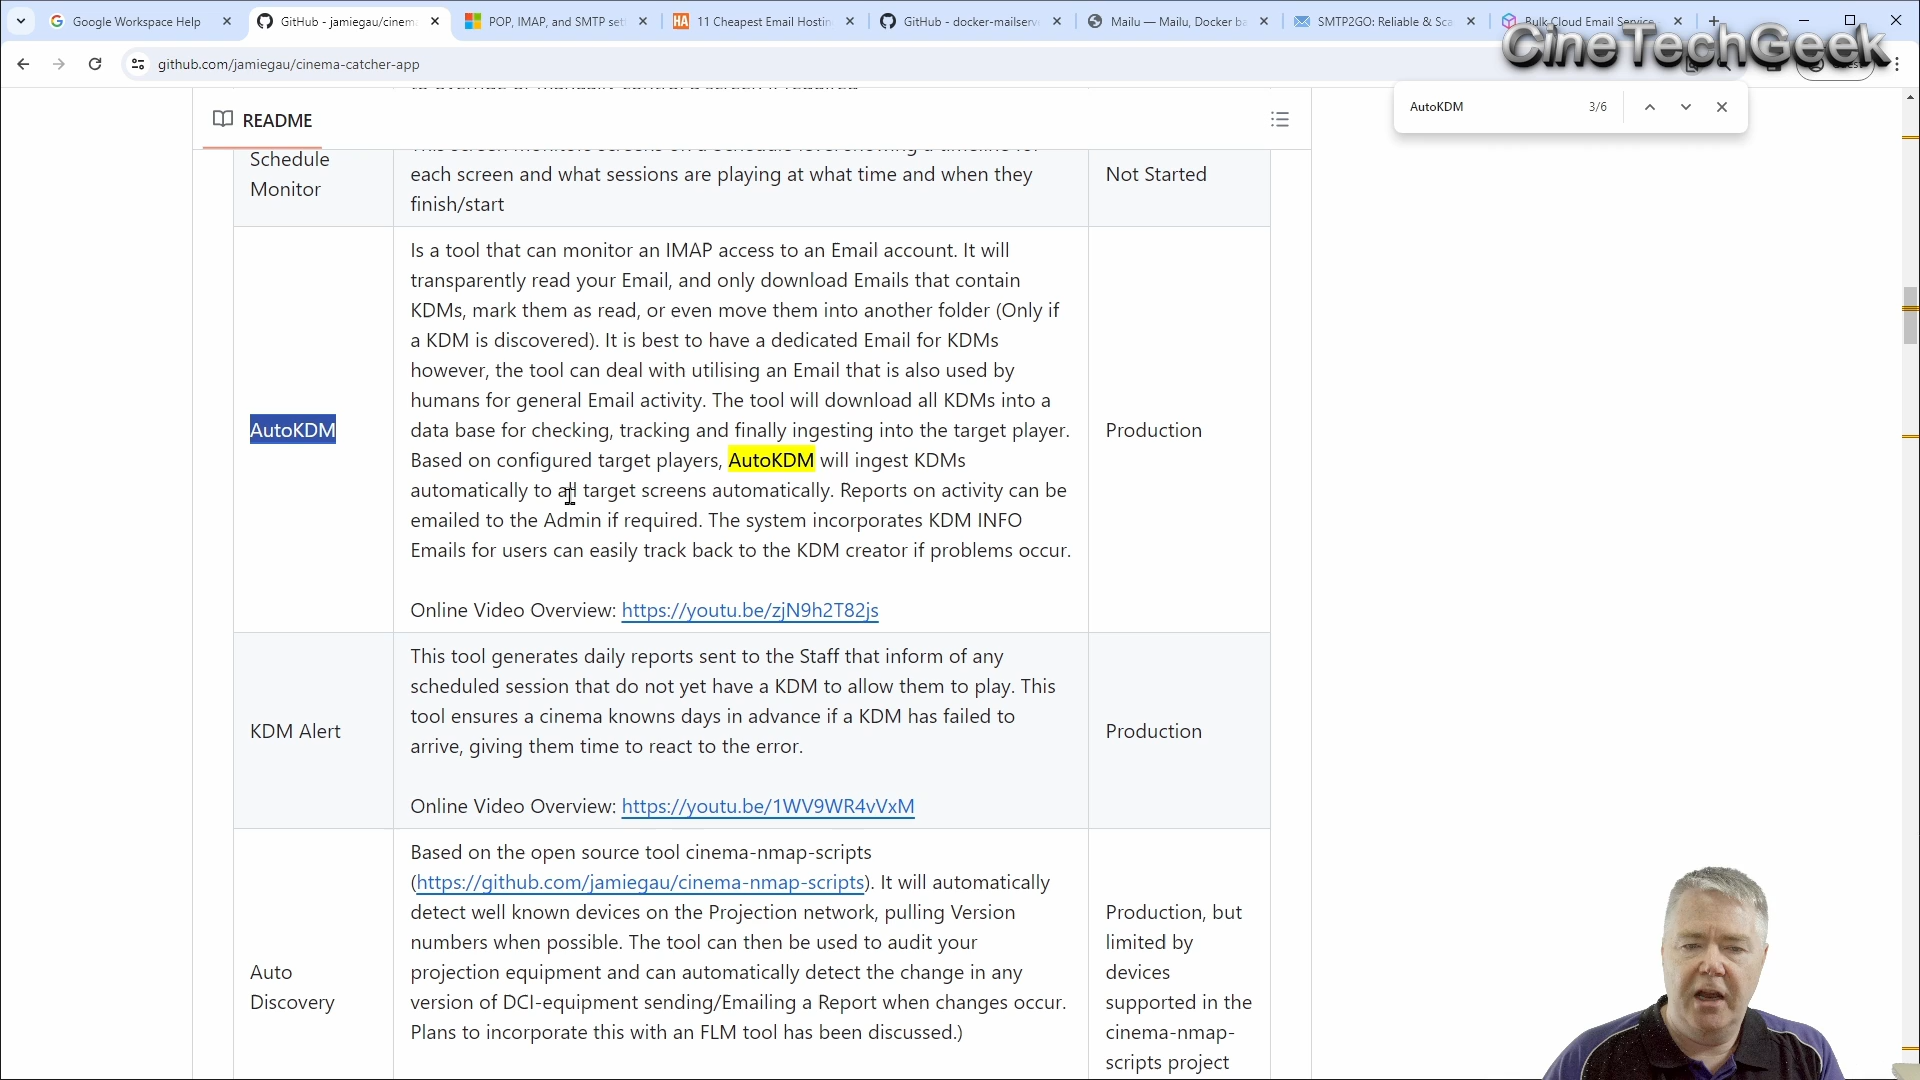 Google Workspace Help
GitHub - jamiegau/cinem
POP, IMAP, and SMTP set
11 Cheapest Email Hostin
GitHub - docker-mailserv
Mailu — Mailu, Docker ba
SMTP2GO: Reliable & Sca
Bulk Cloud Email Service
CineTechGeek
github.com/jamiegau/cinema-catcher-app
AutoKDM
3/6
README
Schedule
Monitor
each screen and what sessions are playing at what time and when they
finish/start
Not Started
AutoKDM
Is a tool that can monitor an IMAP access to an Email account. It will
transparently read your Email, and only download Emails that contain
KDMs, mark them as read, or even move them into another folder (Only if
a KDM is discovered). It is best to have a dedicated Email for KDMs
however, the tool can deal with utilising an Email that is also used by
humans for general Email activity. The tool will download all KDMs into a
data base for checking, tracking and finally ingesting into the target player.
Based on configured target players, AutoKDM will ingest KDMs
automatically to all target screens automatically. Reports on activity can be
emailed to the Admin if required. The system incorporates KDM INFO
Emails for users can easily track back to the KDM creator if problems occur.
Online Video Overview: https://youtu.be/zjN9h2T82js
Production
KDM Alert
This tool generates daily reports sent to the Staff that inform of any
scheduled session that do not yet have a KDM to allow them to play. This
tool ensures a cinema knowns days in advance if a KDM has failed to
arrive, giving them time to react to the error.
Online Video Overview: https://youtu.be/1WV9WR4vVxM
Production
Auto
Discovery
Based on the open source tool cinema-nmap-scripts
(https://github.com/jamiegau/cinema-nmap-scripts). It will automatically
detect well known devices on the Projection network, pulling Version
numbers when possible. The tool can then be used to audit your
projection equipment and can automatically detect the change in any
version of DCI-equipment sending/Emailing a Report when changes occur.
Plans to incorporate this with an FLM tool has been discussed.)
Production, but
limited by
devices
supported in the
cinema-nmap-
scripts project